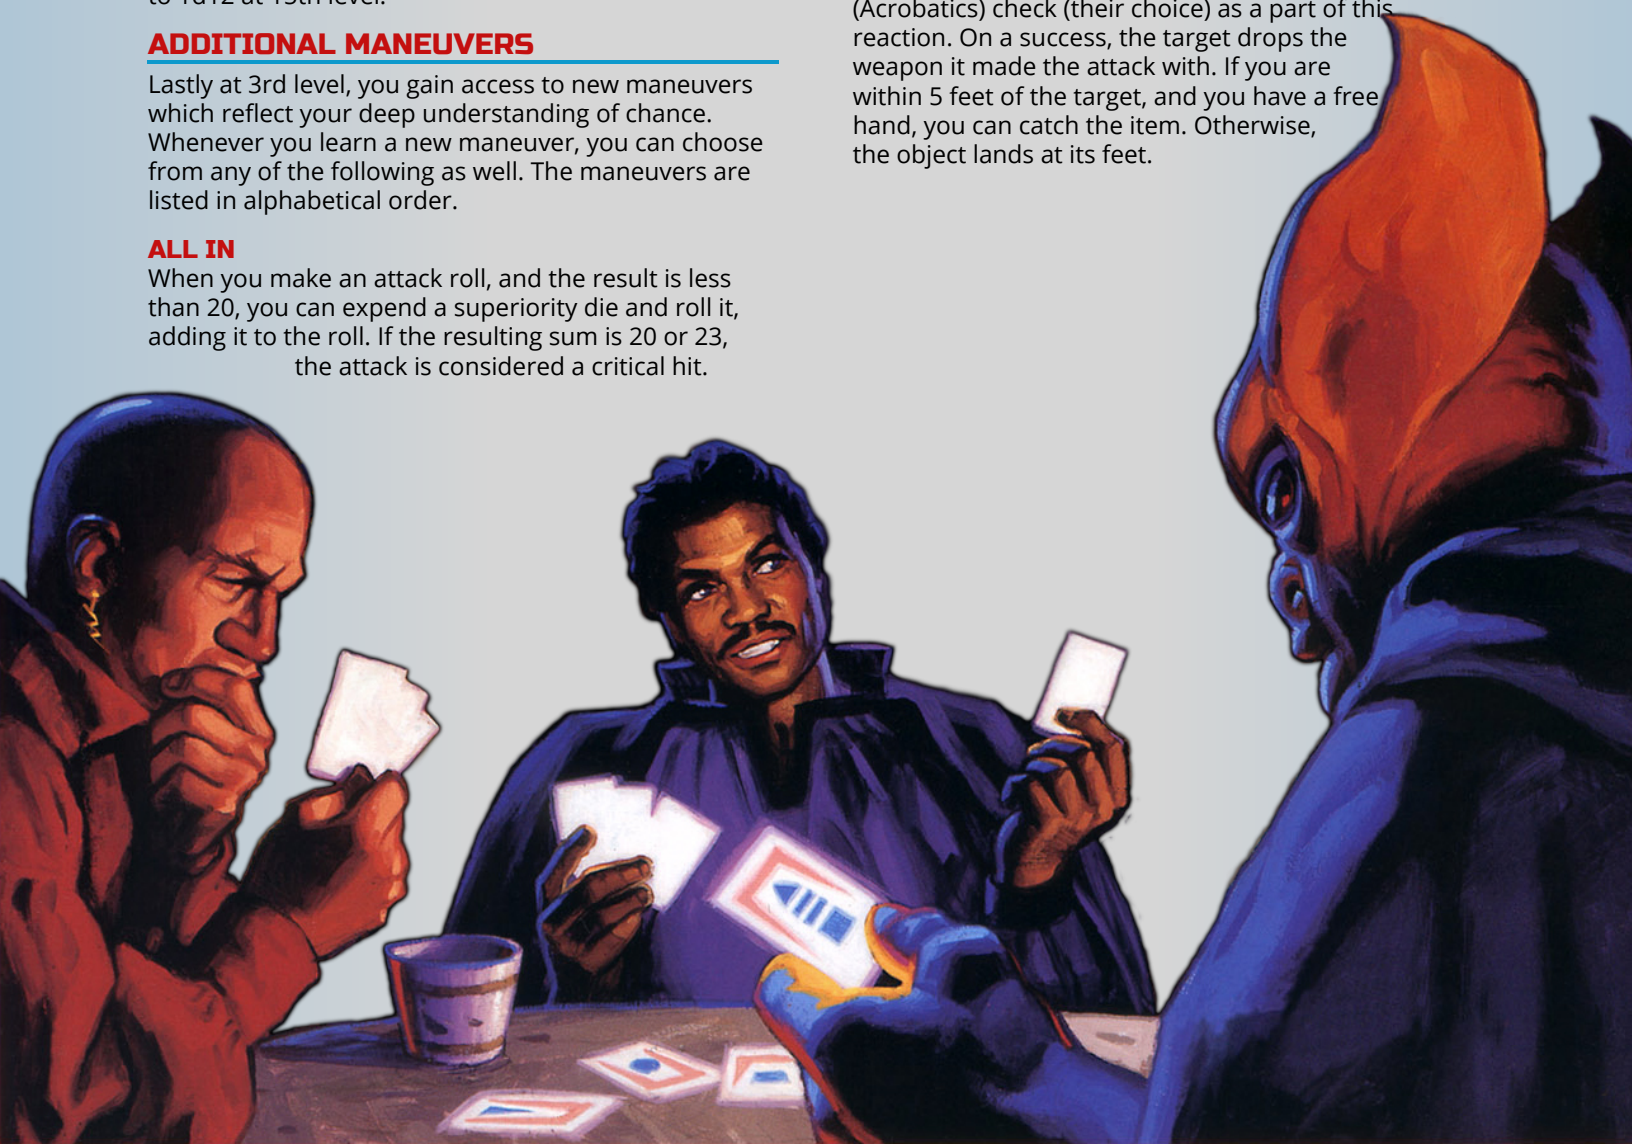 to 1d12 at 13th level.
ADDITIONAL MANEUVERS
Lastly at 3rd level, you gain access to new maneuvers
which reflect your deep understanding of chance.
Whenever you learn a new maneuver, you can choose
from any of the following as well. The maneuvers are
listed in alphabetical order.
ALL IN
When you make an attack roll, and the result is less
than 20, you can expend a superiority die and roll it,
adding it to the roll. If the resulting sum is 20 or 23,
the attack is considered a critical hit.
(Acrobatics) check (their choice) as a part of this
reaction. On a success, the target drops the
weapon it made the attack with. If you are
within 5 feet of the target, and you have a free
hand, you can catch the item. Otherwise,
the object lands at its feet.